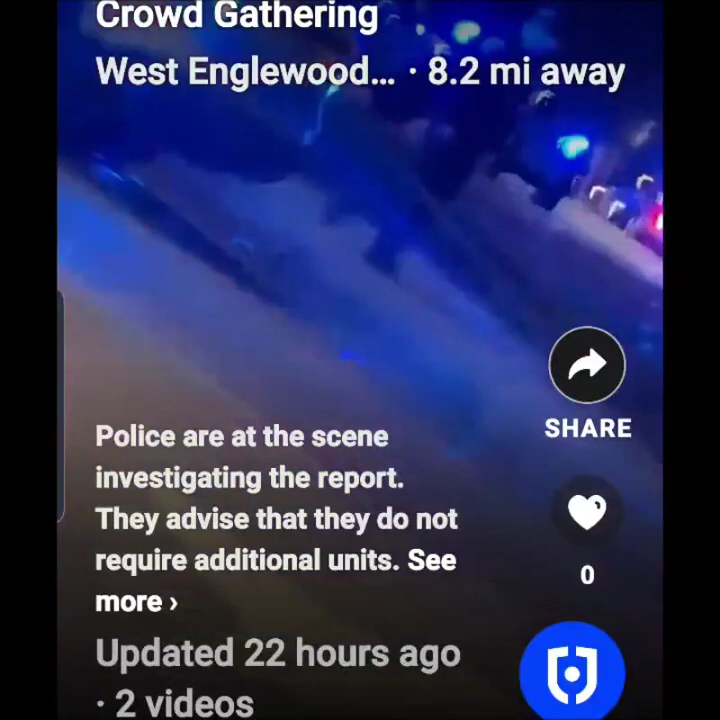 Crowd Gathering
West Englewood... · 8.2 mi away
Police are at the scene
investigating the report.
They advise that they do not
require additional units. See
more ›
Updated 22 hours ago
· 2 videos
SHARE
0